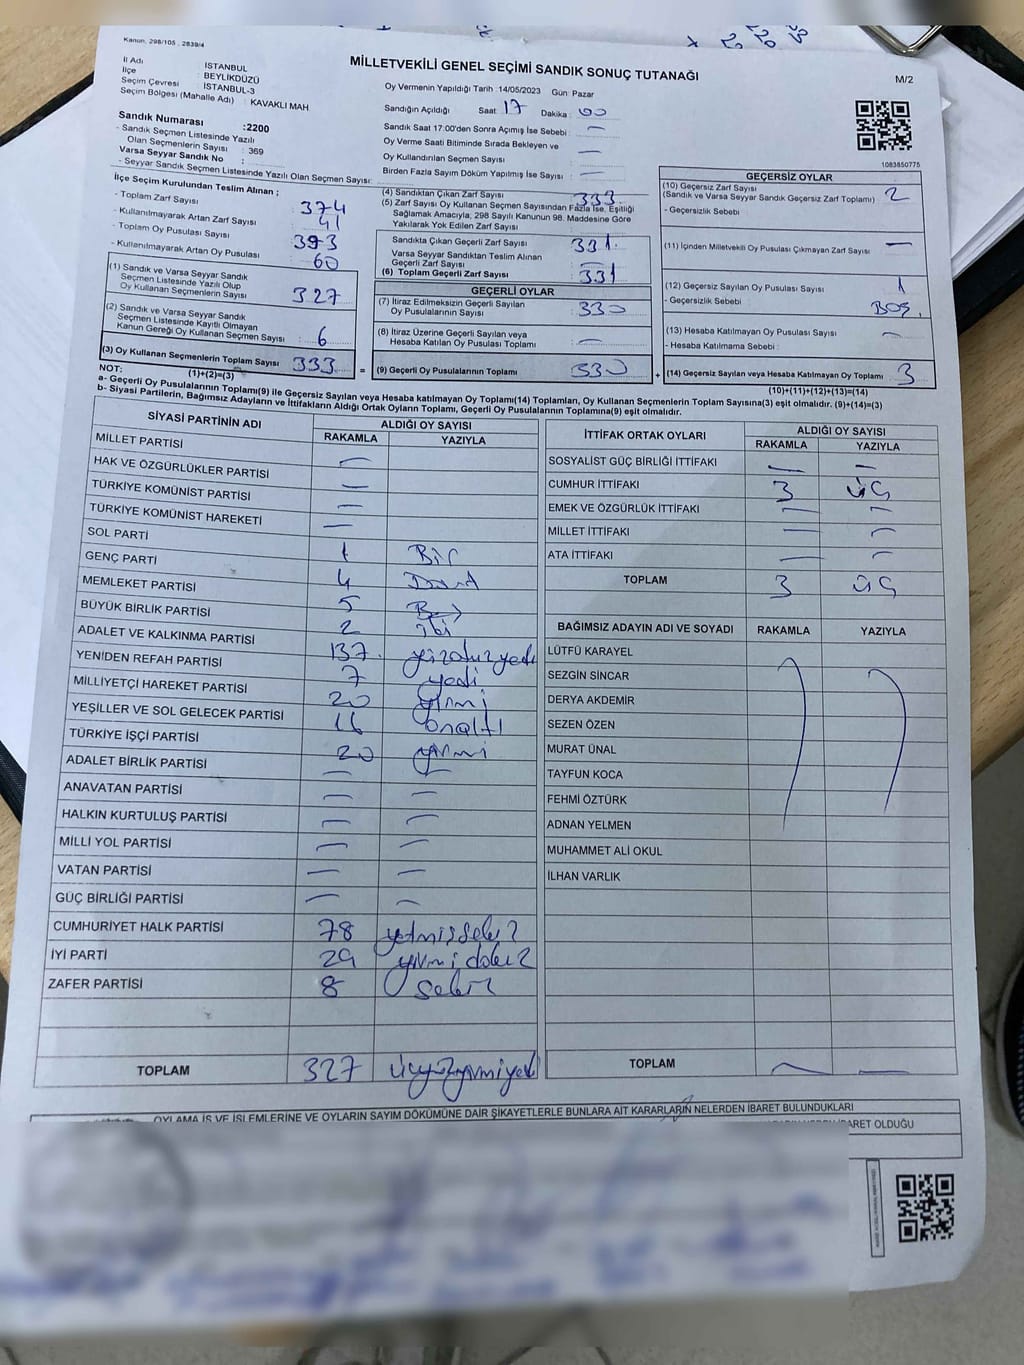 Kanun, 298/105 , 2839/4
MİLLETVEKİLİ GENEL SEÇİMİ SANDIK SONUÇ TUTANAĞI
M/2
İl Adı : İSTANBUL
İlçe : BEYLİKDÜZÜ
Seçim Çevresi : İSTANBUL-3
Seçim Bölgesi (Mahalle Adı) : KAVAKLI MAH
Sandık Numarası :2200
- Sandık Seçmen Listesinde Yazılı
Olan Seçmenlerin Sayısı : 369
Varsa Seyyar Sandık No :
- Seyyar Sandık Seçmen Listesinde Yazılı Olan Seçmen Sayısı:
Oy Vermenin Yapıldığı Tarih :14/05/2023 Gün: Pazar
Sandığın Açıldığı Saat: 17 Dakika : 00
Sandık Saat 17:00'den Sonra Açımış İse Sebebi : —
Oy Verme Saati Bitiminde Sırada Bekleyen ve
Oy Kullandırılan Seçmen Sayısı : —
Birden Fazla Sayım Döküm Yapılmış İse Sayısı : —
1083850775
İlçe Seçim Kurulundan Teslim Alınan ;
- Toplam Zarf Sayısı : 374
- Kullanılmayarak Artan Zarf Sayısı : 41
- Toplam Oy Pusulası Sayısı : 393
- Kullanılmayarak Artan Oy Pusulası : 60
(1) Sandık ve Varsa Seyyar Sandık
Seçmen Listesinde Yazılı Olup
Oy Kullanan Seçmenlerin Sayısı : 327
(2) Sandık ve Varsa Seyyar Sandık
Seçmen Listesinde Kayıtlı Olmayan
Kanun Gereği Oy Kullanan Seçmen Sayısı : 6
(3) Oy Kullanan Seçmenlerin Toplam Sayısı : 333
(4) Sandıktan Çıkan Zarf Sayısı : 333
(5) Zarf Sayısı Oy Kullanan Seçmen Sayısından Fazla İse, Eşitliği
Sağlamak Amacıyla, 298 Sayılı Kanunun 98. Maddesine Göre
Yakılarak Yok Edilen Zarf Sayısı :
Sandıkta Çıkan Geçerli Zarf Sayısı : 331
Varsa Seyyar Sandıktan Teslim Alınan
Geçerli Zarf Sayısı : —
(6) Toplam Geçerli Zarf Sayısı : 331
GEÇERLİ OYLAR
(7) İtiraz Edilmeksizin Geçerli Sayılan
Oy Pusulalarının Sayısı : 330
(8) İtiraz Üzerine Geçerli Sayılan veya
Hesaba Katılan Oy Pusulası Toplamı : —
= (9) Geçerli Oy Pusulalarının Toplamı : 330
GEÇERSİZ OYLAR
(10) Geçersiz Zarf Sayısı : 2
(Sandık ve Varsa Seyyar Sandık Geçersiz Zarf Toplamı)
- Geçersizlik Sebebi :
(11) İçinden Milletvekili Oy Pusulası Çıkmayan Zarf Sayısı : —
(12) Geçersiz Sayılan Oy Pusulası Sayısı : 1
- Geçersizlik Sebebi : BOŞ
(13) Hesaba Katılmayan Oy Pusulası Sayısı : —
- Hesaba Katılmama Sebebi :
+ (14) Geçersiz Sayılan veya Hesaba Katılmayan Oy Toplamı : 3
NOT: (1)+(2)=(3)
(10)+(11)+(12)+(13)=(14)
a- Geçerli Oy Pusulalarının Toplamı(9) ile Geçersiz Sayılan veya Hesaba katılmayan Oy Toplamı(14) Toplamları, Oy Kullanan Seçmenlerin Toplam Sayısına(3) eşit olmalıdır. (9)+(14)=(3)
b- Siyasi Partilerin, Bağımsız Adayların ve İttifakların Aldığı Ortak Oyların Toplamı, Geçerli Oy Pusulalarının Toplamına(9) eşit olmalıdır.
SİYASİ PARTİNİN ADI ALDIĞI OY SAYISI
RAKAMLA YAZIYLA
MİLLET PARTİSİ —
HAK VE ÖZGÜRLÜKLER PARTİSİ —
TÜRKİYE KOMÜNİST PARTİSİ —
TÜRKİYE KOMÜNİST HAREKETİ —
SOL PARTİ 1 Bir
GENÇ PARTİ 4 Dört
MEMLEKET PARTİSİ 5 Beş
BÜYÜK BİRLİK PARTİSİ 2 iki
ADALET VE KALKINMA PARTİSİ 137 yüzotuzyedi
YENİDEN REFAH PARTİSİ 7 yedi
MİLLİYETÇİ HAREKET PARTİSİ 20 yirmi
YEŞİLLER VE SOL GELECEK PARTİSİ 16 onaltı
TÜRKİYE İŞÇİ PARTİSİ 20 yirmi
ADALET BİRLİK PARTİSİ — —
ANAVATAN PARTİSİ — —
HALKIN KURTULUŞ PARTİSİ — —
MİLLİ YOL PARTİSİ — —
VATAN PARTİSİ — —
GÜÇ BİRLİĞİ PARTİSİ — —
CUMHURİYET HALK PARTİSİ 78 yetmişsekiz
İYİ PARTİ 29 yirmidokuz
ZAFER PARTİSİ 8 Sekiz
TOPLAM 327 üçyüzyirmiyedi
İTTİFAK ORTAK OYLARI ALDIĞI OY SAYISI
RAKAMLA YAZIYLA
SOSYALİST GÜÇ BİRLİĞİ İTTİFAKI — —
CUMHUR İTTİFAKI 3 üç
EMEK VE ÖZGÜRLÜK İTTİFAKI — —
MİLLET İTTİFAKI — —
ATA İTTİFAKI — —
TOPLAM 3 üç
BAĞIMSIZ ADAYIN ADI VE SOYADI RAKAMLA YAZIYLA
LÜTFÜ KARAYEL
SEZGİN SİNCAR
DERYA AKDEMİR
SEZEN ÖZEN
MURAT ÜNAL
TAYFUN KOCA
FEHMİ ÖZTÜRK
ADNAN YELMEN
MUHAMMET ALİ OKUL
İLHAN VARLIK
TOPLAM — —
OYLAMA İŞ VE İŞLEMLERİNE VE OYLARIN SAYIM DÖKÜMÜNE DAİR ŞİKAYETLERLE BUNLARA AİT KARARLARIN NELERDEN İBARET BULUNDUKLARI
İBARET OLDUĞU